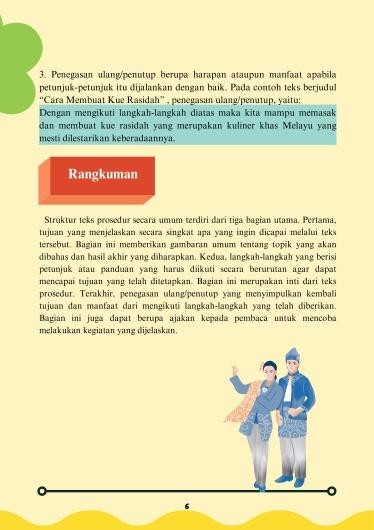 3. Penegasan ulang/penutup berupa harapan ataupun manfaat apabila
petunjuk-petunjuk itu dijalankan dengan baik. Pada contoh teks berjudul
“Cara Membuat Kue Rasidah” , penegasan ulang/penutup, yaitu:
Dengan mengikuti langkah-langkah diatas maka kita mampu memasak
dan membuat kue rasidah yang merupakan kuliner khas Melayu yang
mesti dilestarikan keberadaannya.
Rangkuman
Struktur teks prosedur secara umum terdiri dari tiga bagian utama. Pertama,
tujuan yang menjelaskan secara singkat apa yang ingin dicapai melalui teks
tersebut. Bagian ini memberikan gambaran umum tentang topik yang akan
dibahas dan hasil akhir yang diharapkan. Kedua, langkah-langkah yang berisi
petunjuk atau panduan yang harus diikuti secara berurutan agar dapat
mencapai tujuan yang telah ditetapkan. Bagian ini merupakan inti dari teks
prosedur. Terakhir, penegasan ulang/penutup yang menyimpulkan kembali
tujuan dan manfaat dari mengikuti langkah-langkah yang telah diberikan.
Bagian ini juga dapat berupa ajakan kepada pembaca untuk mencoba
melakukan kegiatan yang dijelaskan.
6